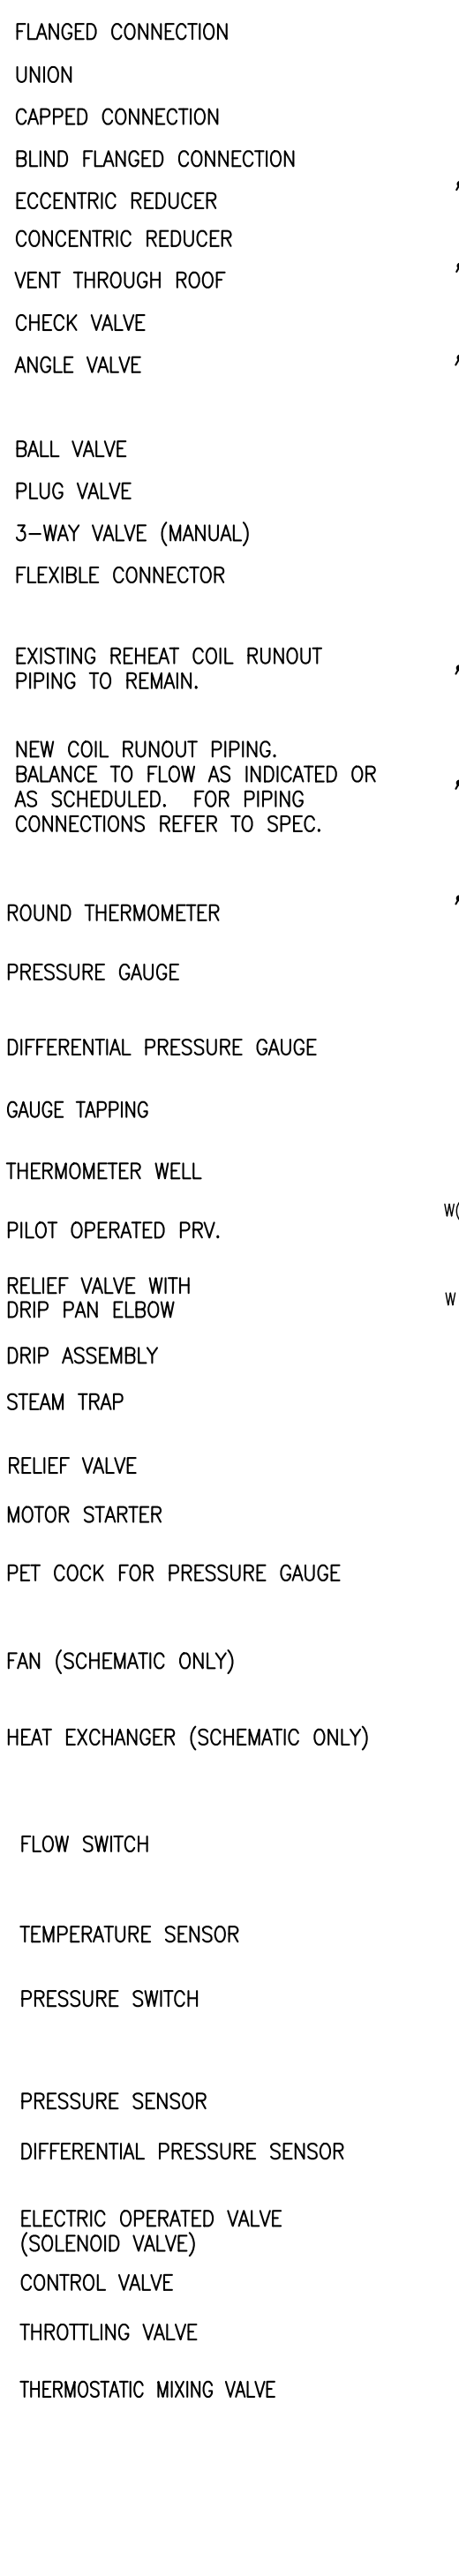 FLANGED CONNECTION
UNION
CAPPED CONNECTION
BLIND FLANGED CONNECTION
ECCENTRIC REDUCER
CONCENTRIC REDUCER
VENT THROUGH ROOF
CHECK VALVE
ANGLE VALVE
BALL VALVE
PLUG VALVE
3-WAY VALVE (MANUAL)
FLEXIBLE CONNECTOR
EXISTING REHEAT COIL RUNOUT
PIPING TO REMAIN.
NEW COIL RUNOUT PIPING.
BALANCE TO FLOW AS INDICATED OR
AS SCHEDULED. FOR PIPING
CONNECTIONS REFER TO SPEC.
ROUND THERMOMETER
PRESSURE GAUGE
DIFFERENTIAL PRESSURE GAUGE
GAUGE TAPPING
THERMOMETER WELL
W(
PILOT OPERATED PRV.
RELIEF VALVE WITH
W
DRIP PAN ELBOW
DRIP ASSEMBLY
STEAM TRAP
RELIEF VALVE
MOTOR STARTER
PET COCK FOR PRESSURE GAUGE
FAN (SCHEMATIC ONLY)
HEAT EXCHANGER (SCHEMATIC ONLY)
FLOW SWITCH
TEMPERATURE SENSOR
PRESSURE SWITCH
PRESSURE SENSOR
DIFFERENTIAL PRESSURE SENSOR
ELECTRIC OPERATED VALVE
(SOLENOID VALVE)
CONTROL VALVE
THROTTLING VALVE
THERMOSTATIC MIXING VALVE